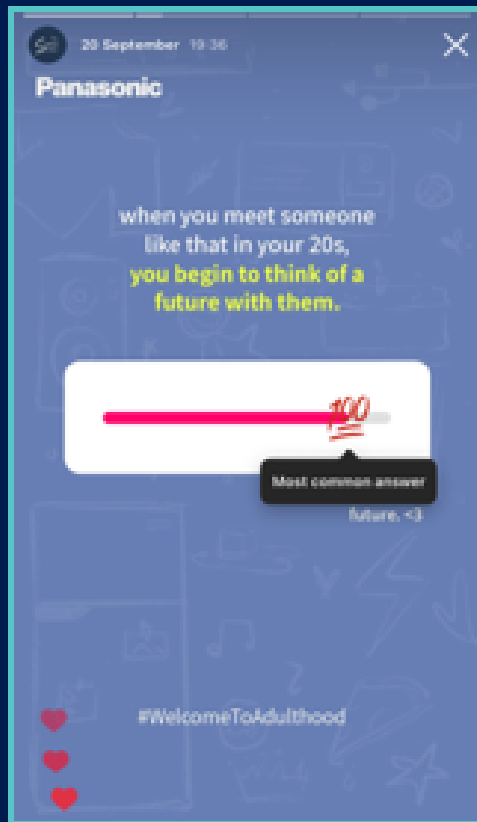 20 September 19:36
Panasonic
when you meet someone
like that in your 20s,
you begin to think of a
future with them.
100
Most common answer
future. <3
#WelcomeToAdulthood